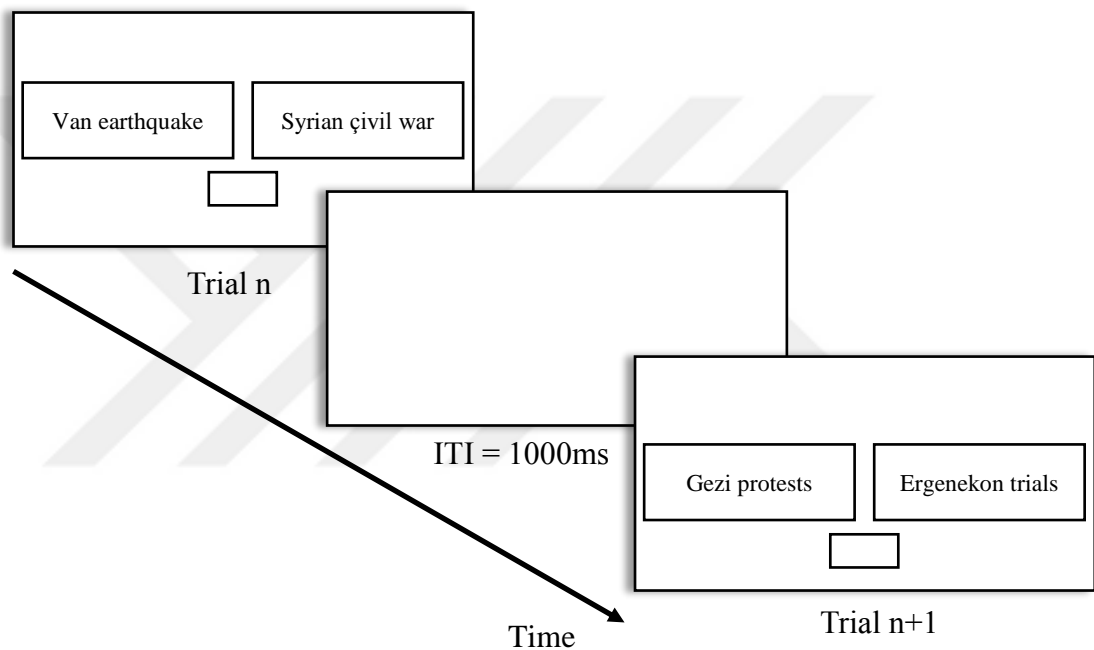 Van earthquake
Syrian çivil war
Trial n
ITI = 1000ms
Gezi protests
Ergenekon trials
Trial n+1
Time